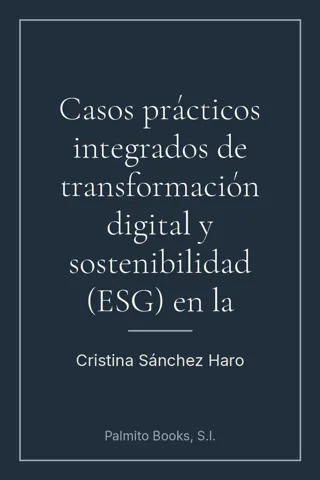 Casos prácticos
integrados de
transformación
digital y
sostenibilidad
(ESG) en la
Cristina Sánchez Haro
Palmito Books, S.l.